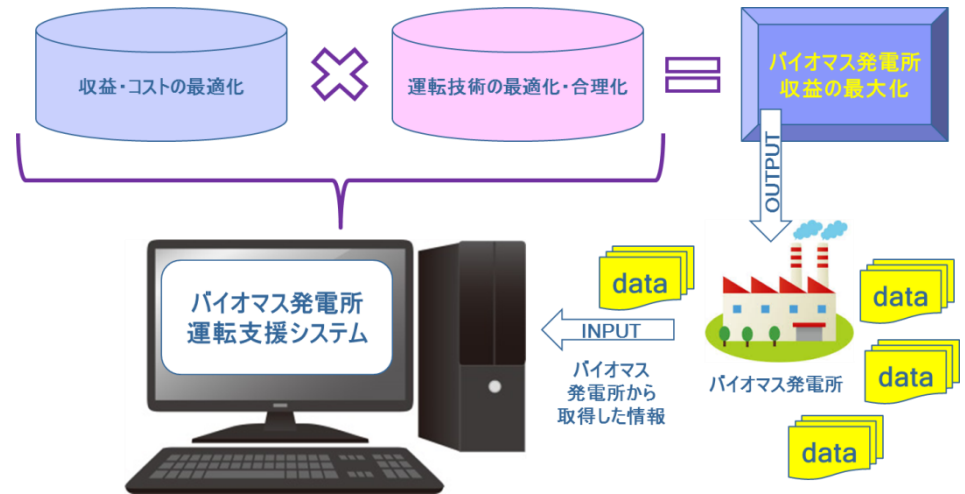 収益・コストの最適化
運転技術の最適化・合理化
バイオマス発電所
収益の最大化
OUTPUT
バイオマス発電所
運転支援システム
data
INPUT
バイオマス
発電所から
取得した情報
バイオマス発電所
data
data
data